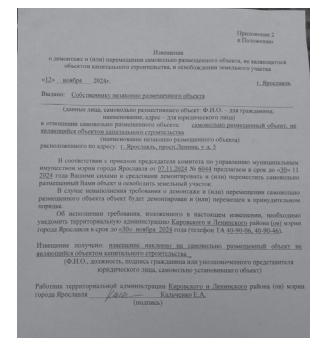 Приложение 2
к Положению
Извещение
о демонтаже и (или) перемещении самовольно размещенного объекта, не являющегося
объектом капитального строительства, и освобождении земельного участка
«12» ноября 2024г. г. Ярославль
Выдано: Собственнику незаконно размещенного объекта
(данные лица, самовольно разместившего объект: Ф.И.О. – для гражданина,
наименование, адрес – для юридического лица)
в отношении самовольно размещенного объекта: самовольно размещенный объект, не
являющийся объектом капитального строительства
(наименование незаконно размещенного объекта)
расположенного по адресу: г. Ярославль, просп.Ленина, у д. 5
В соответствии с приказом председателя комитета по управлению муниципальным
имуществом мэрии города Ярославля от 07.11.2024 № 6044 предлагаем в срок до «30» 11
2024 года Вашими силами и средствами демонтировать и (или) переместить самовольно
размещенный Вами объект и освободить земельный участок.
В случае невыполнения требования о демонтаже и (или) перемещении самовольно
размещенного объекта объект будет демонтирован и (или) перемещен в принудительном
порядке.
Об исполнении требования, изложенного в настоящем извещении, необходимо
уведомить территориальную администрацию Кировского и Ленинского района (ов) мэрии
города Ярославля в срок до «30» ноября 2024 года (телефон ТА 40-90-06, 40-90-46).
Извещение получено: извещение наклеено на самовольно размещенный объект не
являющийся объектом капитального строительства
(Ф.И.О., должность, подпись гражданина или уполномоченного представителя
юридического лица, самовольно установившего объект)
Работник территориальной администрации Кировского и Ленинского района (ов) мэрии
города Ярославля Кальченко Е.А.
(подпись)